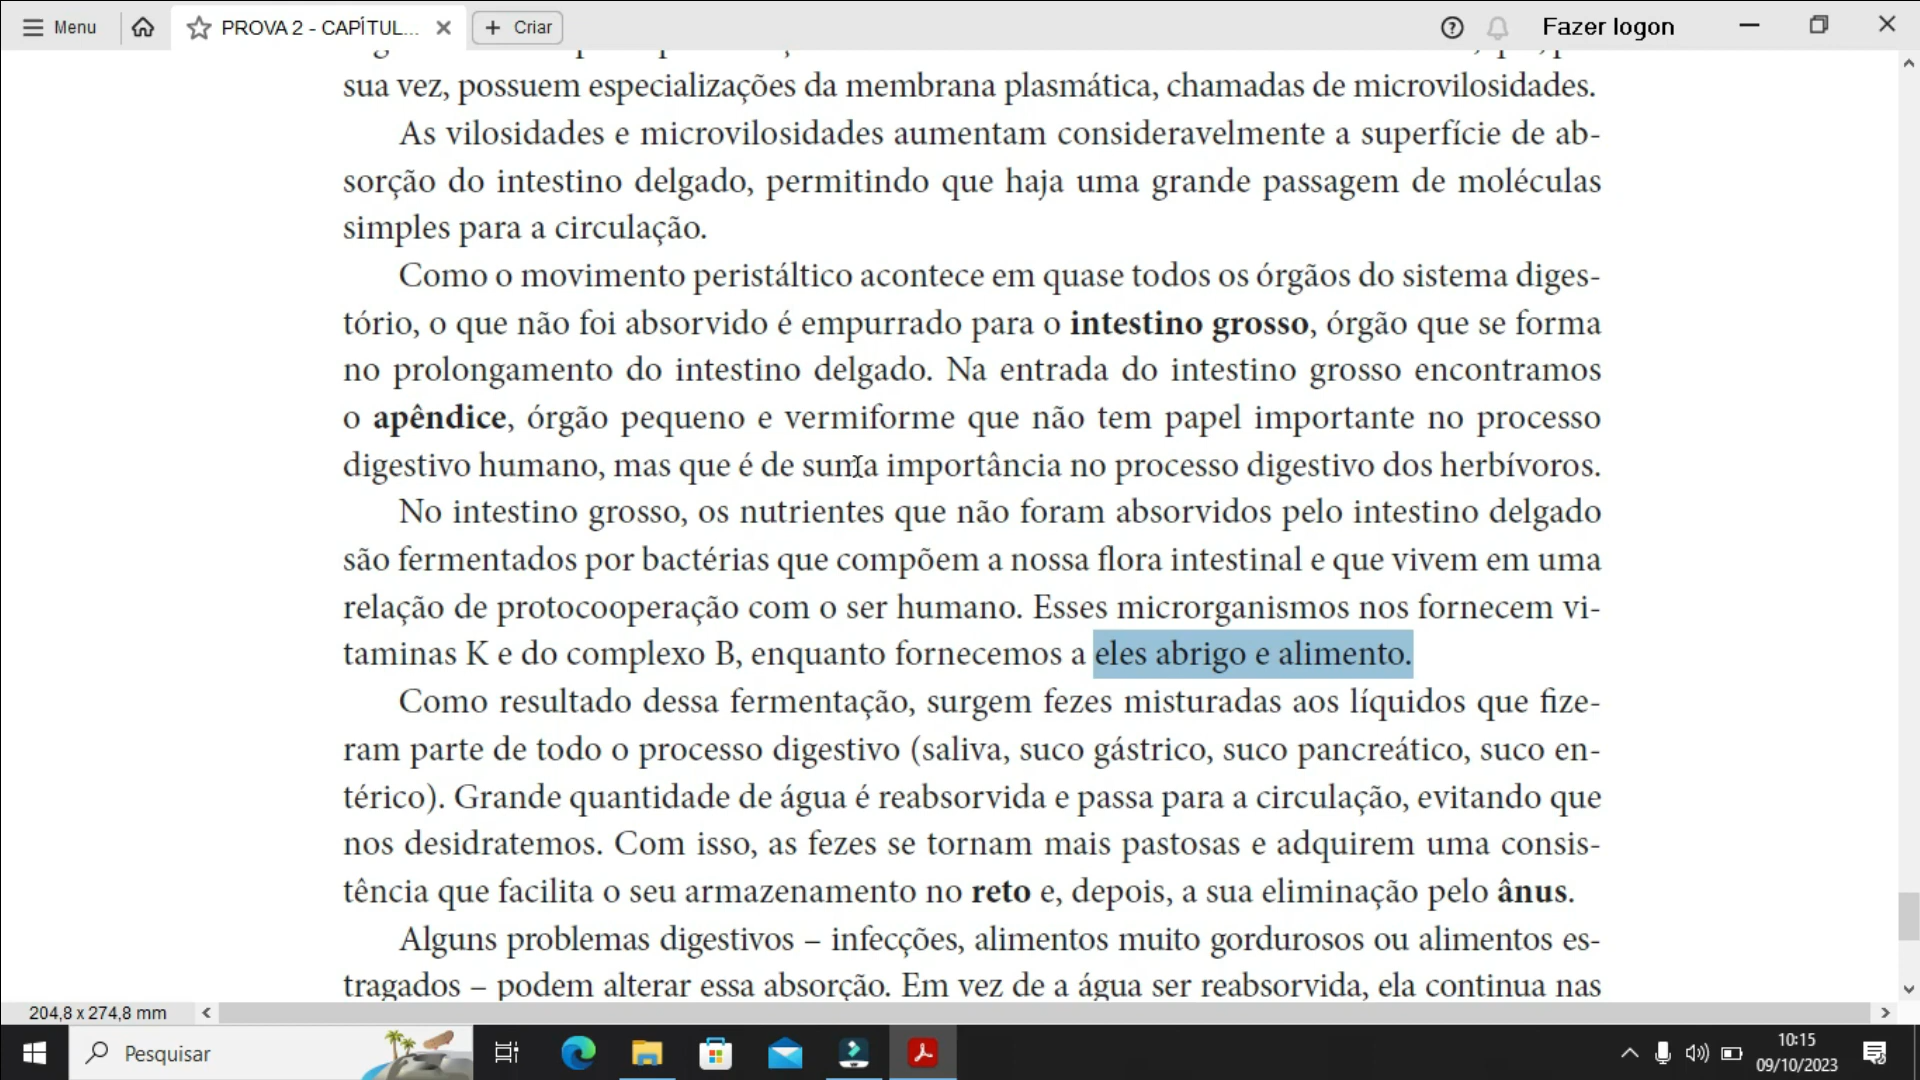 Menu
PROVA 2 - CAPÍTUL...
Criar
Fazer logon
sua vez, possuem especializações da membrana plasmática, chamadas de microvilosidades.
As vilosidades e microvilosidades aumentam consideravelmente a superfície de ab-
sorção do intestino delgado, permitindo que haja uma grande passagem de moléculas
simples para a circulação.
Como o movimento peristáltico acontece em quase todos os órgãos do sistema diges-
tório, o que não foi absorvido é empurrado para o intestino grosso, órgão que se forma
no prolongamento do intestino delgado. Na entrada do intestino grosso encontramos
o apêndice, órgão pequeno e vermiforme que não tem papel importante no processo
digestivo humano, mas que é de suma importância no processo digestivo dos herbívoros.
No intestino grosso, os nutrientes que não foram absorvidos pelo intestino delgado
são fermentados por bactérias que compõem a nossa flora intestinal e que vivem em uma
relação de protocooperação com o ser humano. Esses microrganismos nos fornecem vi-
taminas K e do complexo B, enquanto fornecemos a eles abrigo e alimento.
Como resultado dessa fermentação, surgem fezes misturadas aos líquidos que fize-
ram parte de todo o processo digestivo (saliva, suco gástrico, suco pancreático, suco en-
térico). Grande quantidade de água é reabsorvida e passa para a circulação, evitando que
nos desidratemos. Com isso, as fezes se tornam mais pastosas e adquirem uma consis-
tência que facilita o seu armazenamento no reto e, depois, a sua eliminação pelo ânus.
Alguns problemas digestivos – infecções, alimentos muito gordurosos ou alimentos es-
tragados – podem alterar essa absorção. Em vez de a água ser reabsorvida, ela continua nas
204,8 x 274,8 mm
Pesquisar
10:15
09/10/2023